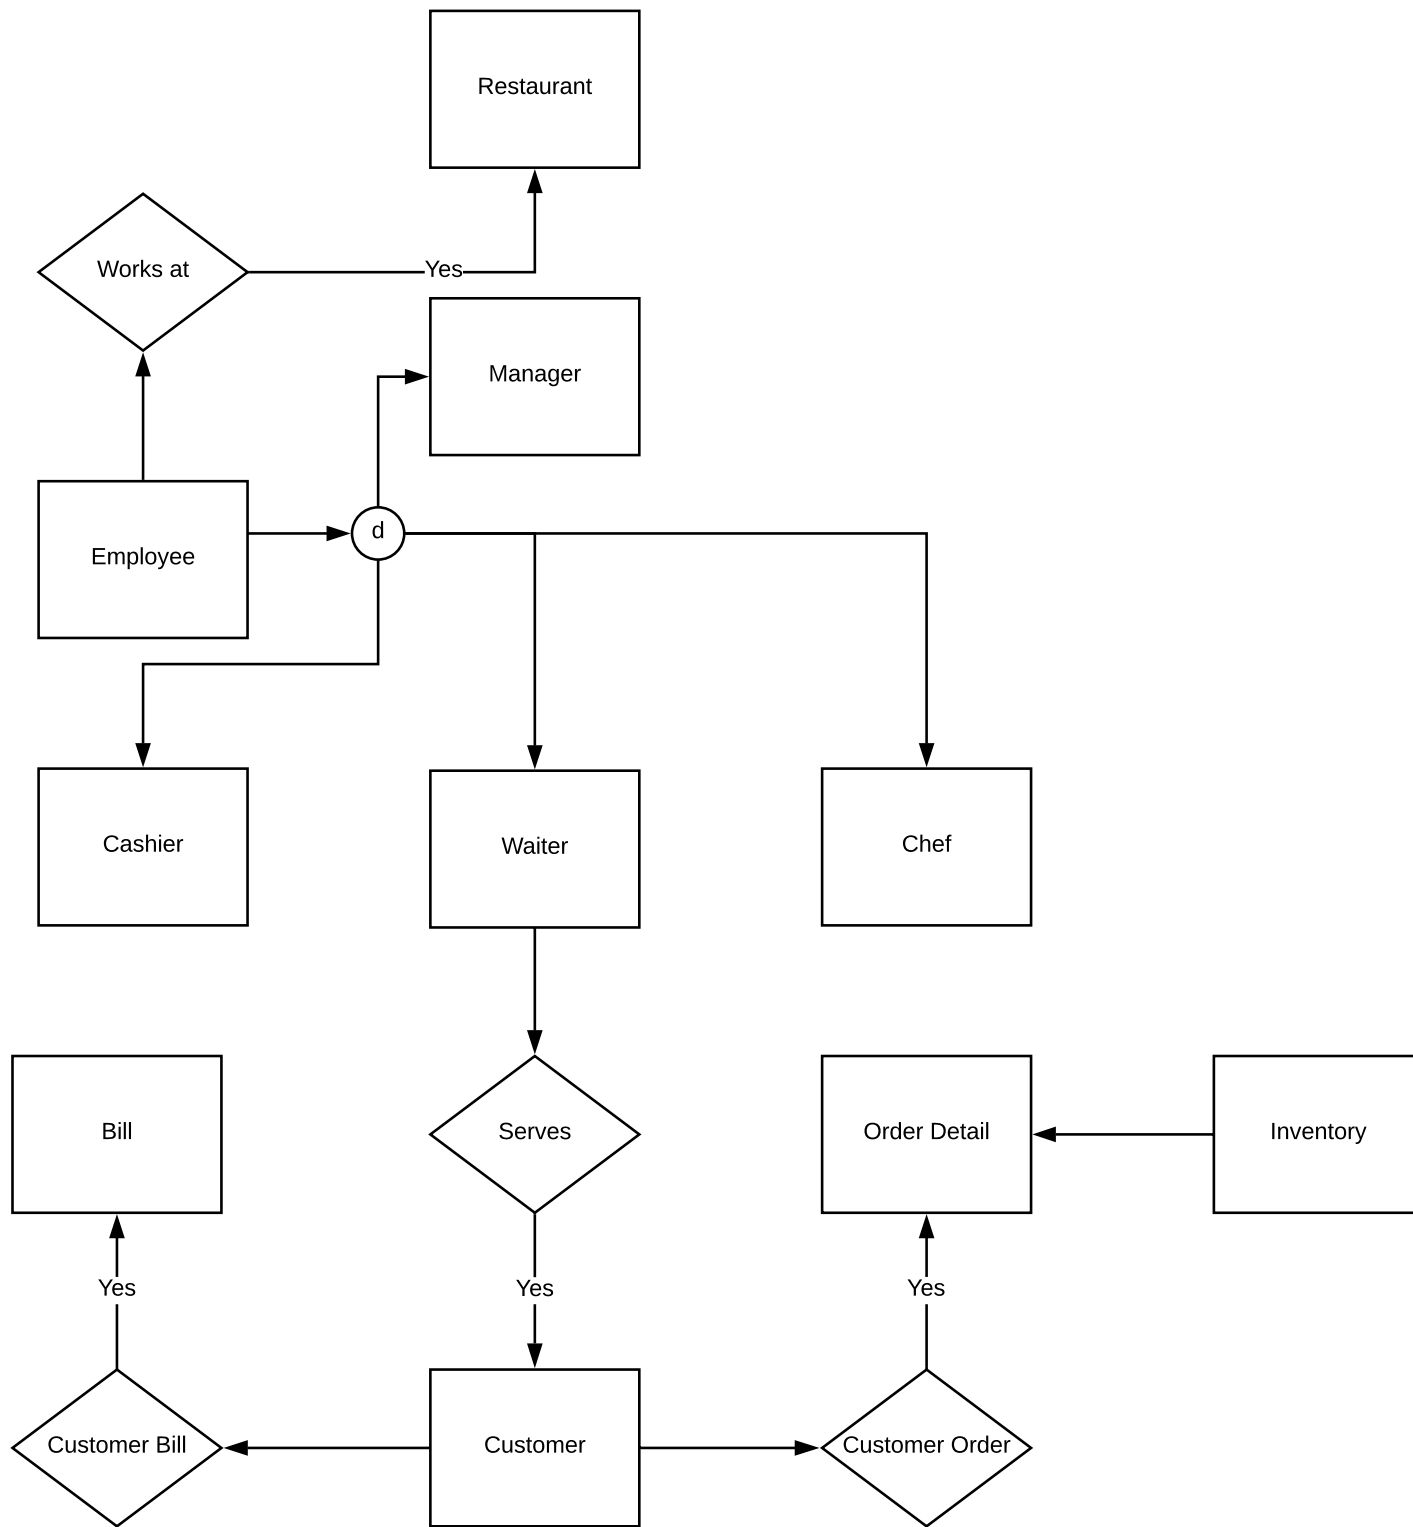 Restaurant
Works at
Yes
Manager
d
Employee
Cashier
Waiter
Chef
Bill
Serves
Order Detail
Inventory
Yes
Yes
Yes
Customer Bill
Customer
Customer Order